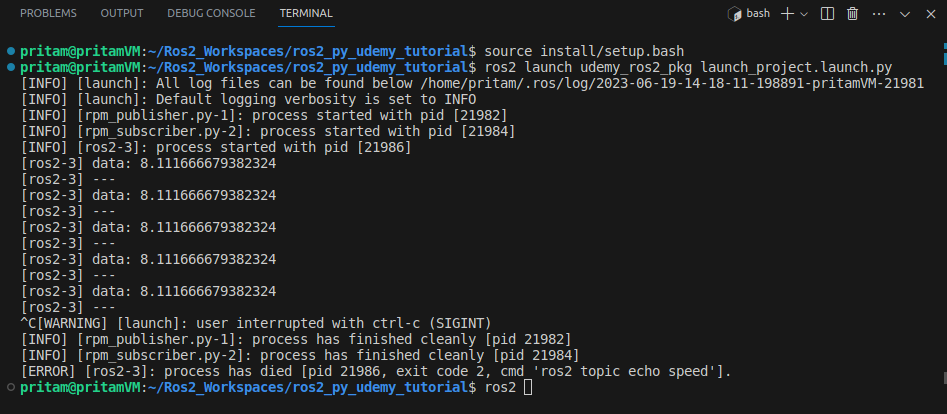 PROBLEMS OUTPUT DEBUG CONSOLE TERMINAL bash
pritam@pritamVM:~/Ros2_Workspaces/ros2_py_udemy_tutorial$ source install/setup.bash
pritam@pritamVM:~/Ros2_Workspaces/ros2_py_udemy_tutorial$ ros2 launch udemy_ros2_pkg launch_project.launch.py
[INFO] [launch]: All log files can be found below /home/pritam/.ros/log/2023-06-19-14-18-11-198891-pritamVM-21981
[INFO] [launch]: Default logging verbosity is set to INFO
[INFO] [rpm_publisher.py-1]: process started with pid [21982]
[INFO] [rpm_subscriber.py-2]: process started with pid [21984]
[INFO] [ros2-3]: process started with pid [21986]
[ros2-3] data: 8.111666679382324
[ros2-3] ---
[ros2-3] data: 8.111666679382324
[ros2-3] ---
[ros2-3] data: 8.111666679382324
[ros2-3] ---
[ros2-3] data: 8.111666679382324
[ros2-3] ---
[ros2-3] data: 8.111666679382324
[ros2-3] ---
^C[WARNING] [launch]: user interrupted with ctrl-c (SIGINT)
[INFO] [rpm_publisher.py-1]: process has finished cleanly [pid 21982]
[INFO] [rpm_subscriber.py-2]: process has finished cleanly [pid 21984]
[ERROR] [ros2-3]: process has died [pid 21986, exit code 2, cmd 'ros2 topic echo speed'].
pritam@pritamVM:~/Ros2_Workspaces/ros2_py_udemy_tutorial$ ros2